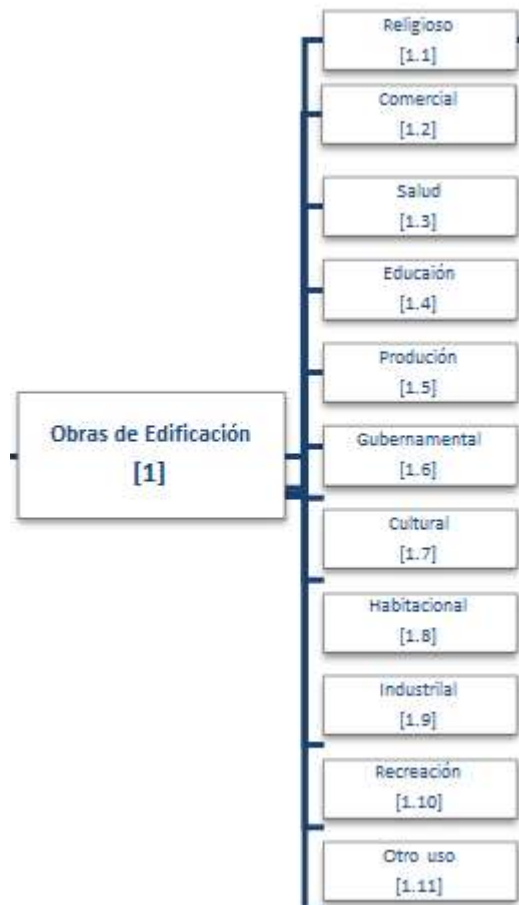 Religioso
[1.1]
Comercial
[1.2]
Salud
[1.3]
Educaión
[1.4]
Produción
[1.5]
Obras de Edificación
[1]
Gubernamental
[1.6]
Cultural
[1.7]
Habitacional
[1.8]
Industrilal
[1.9]
Recreación
[1.10]
Otro uso
[1.11]